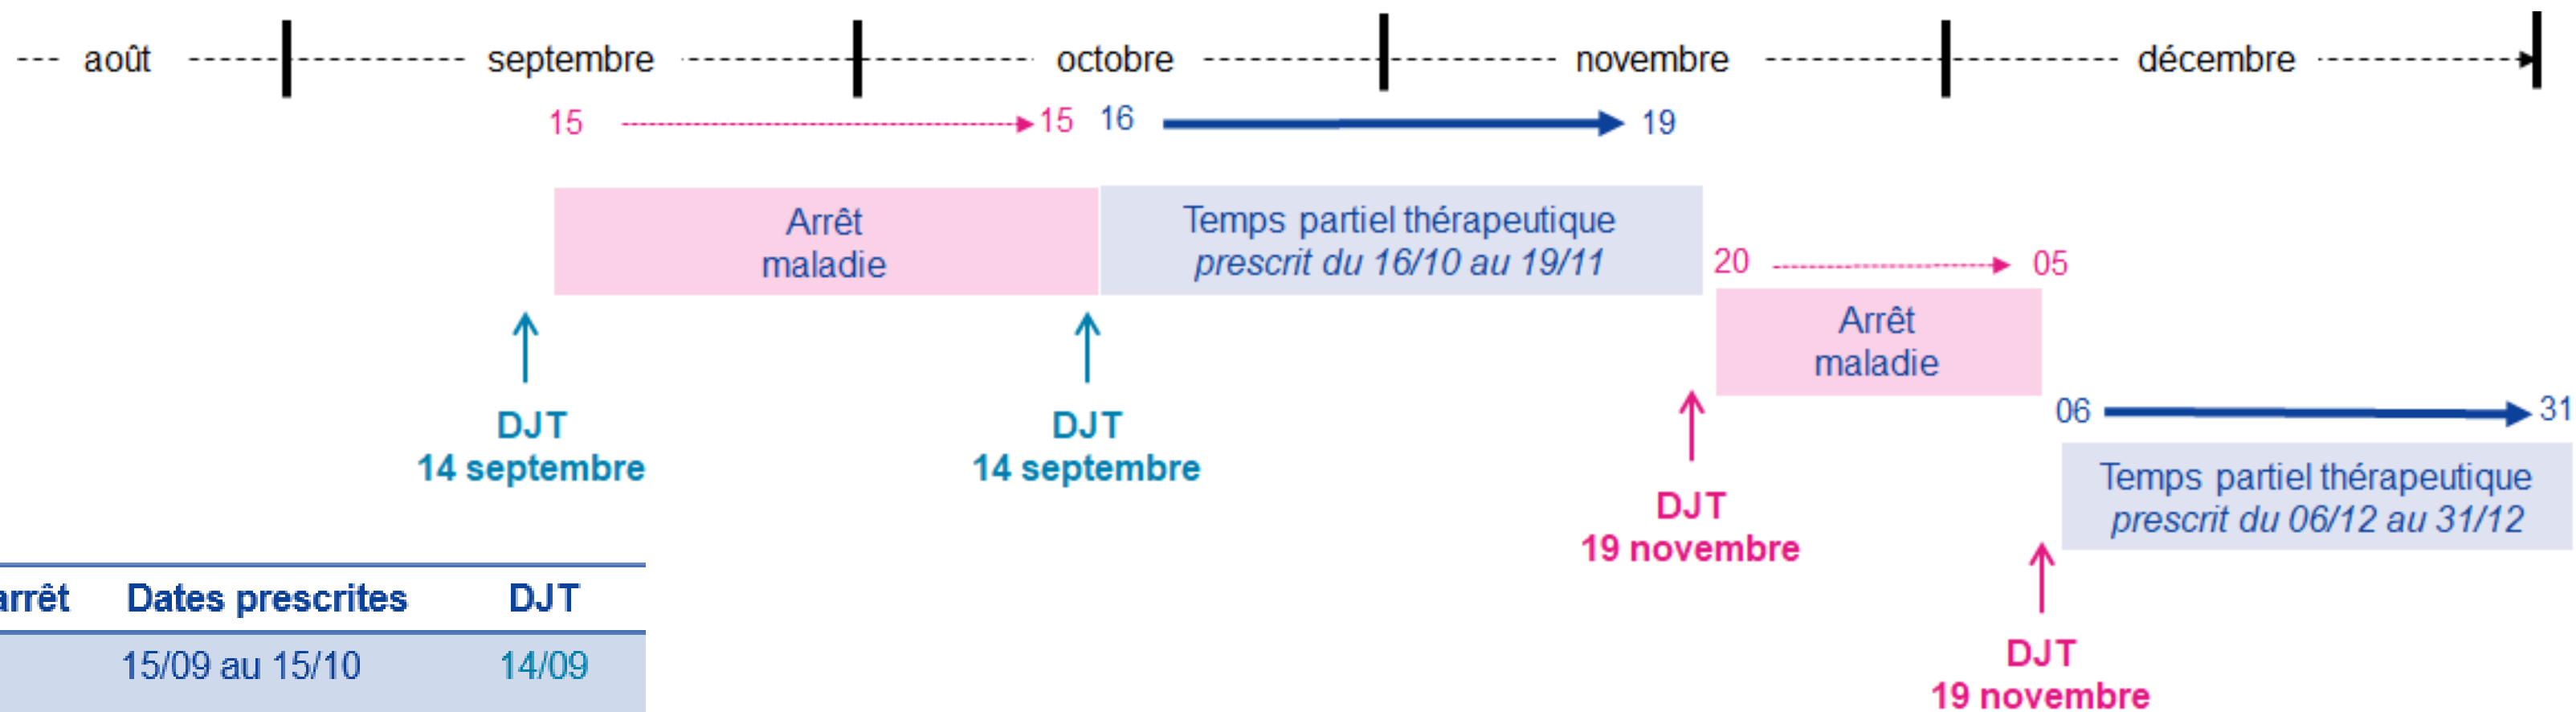 août septembre octobre novembre décembre
15 15 16 19
Arrêt
maladie
Temps partiel thérapeutique
prescrit du 16/10 au 19/11
20 05
Arrêt
maladie
06 31
Temps partiel thérapeutique
prescrit du 06/12 au 31/12
DJT
14 septembre
DJT
14 septembre
DJT
19 novembre
DJT
19 novembre
arrêt Dates prescrites DJT
15/09 au 15/10 14/09